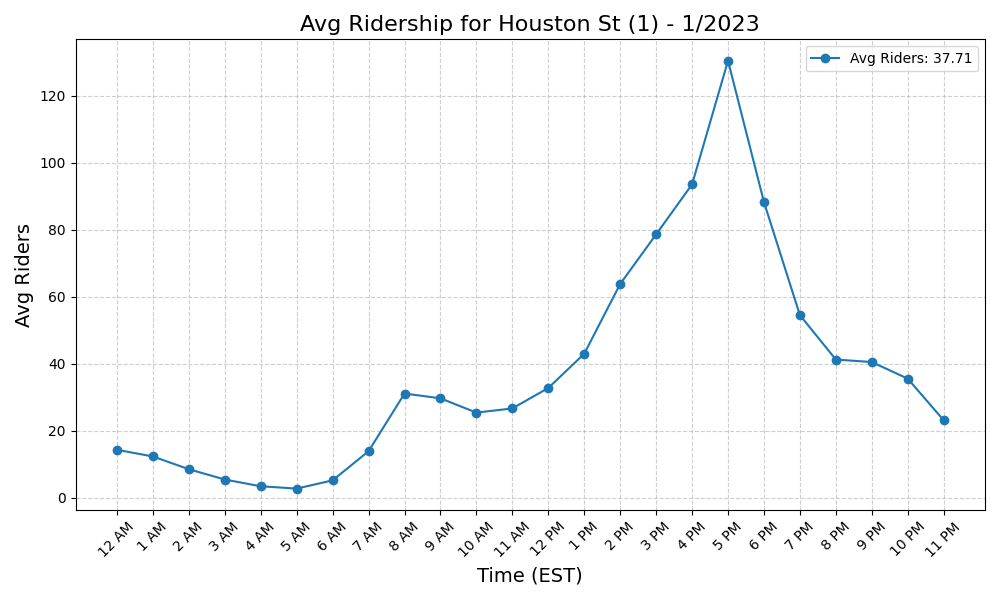 Avg Ridership for Houston St (1) - 1/2023
Avg Riders: 37.71
Avg Riders
120
100
80
60
40
20
0
12 AM
1 AM
2 AM
3 AM
4 AM
5 AM
6 AM
7 AM
8 AM
9 AM
10 AM
11 AM
12 PM
1 PM
2 PM
3 PM
4 PM
5 PM
6 PM
7 PM
8 PM
9 PM
10 PM
11 PM
Time (EST)